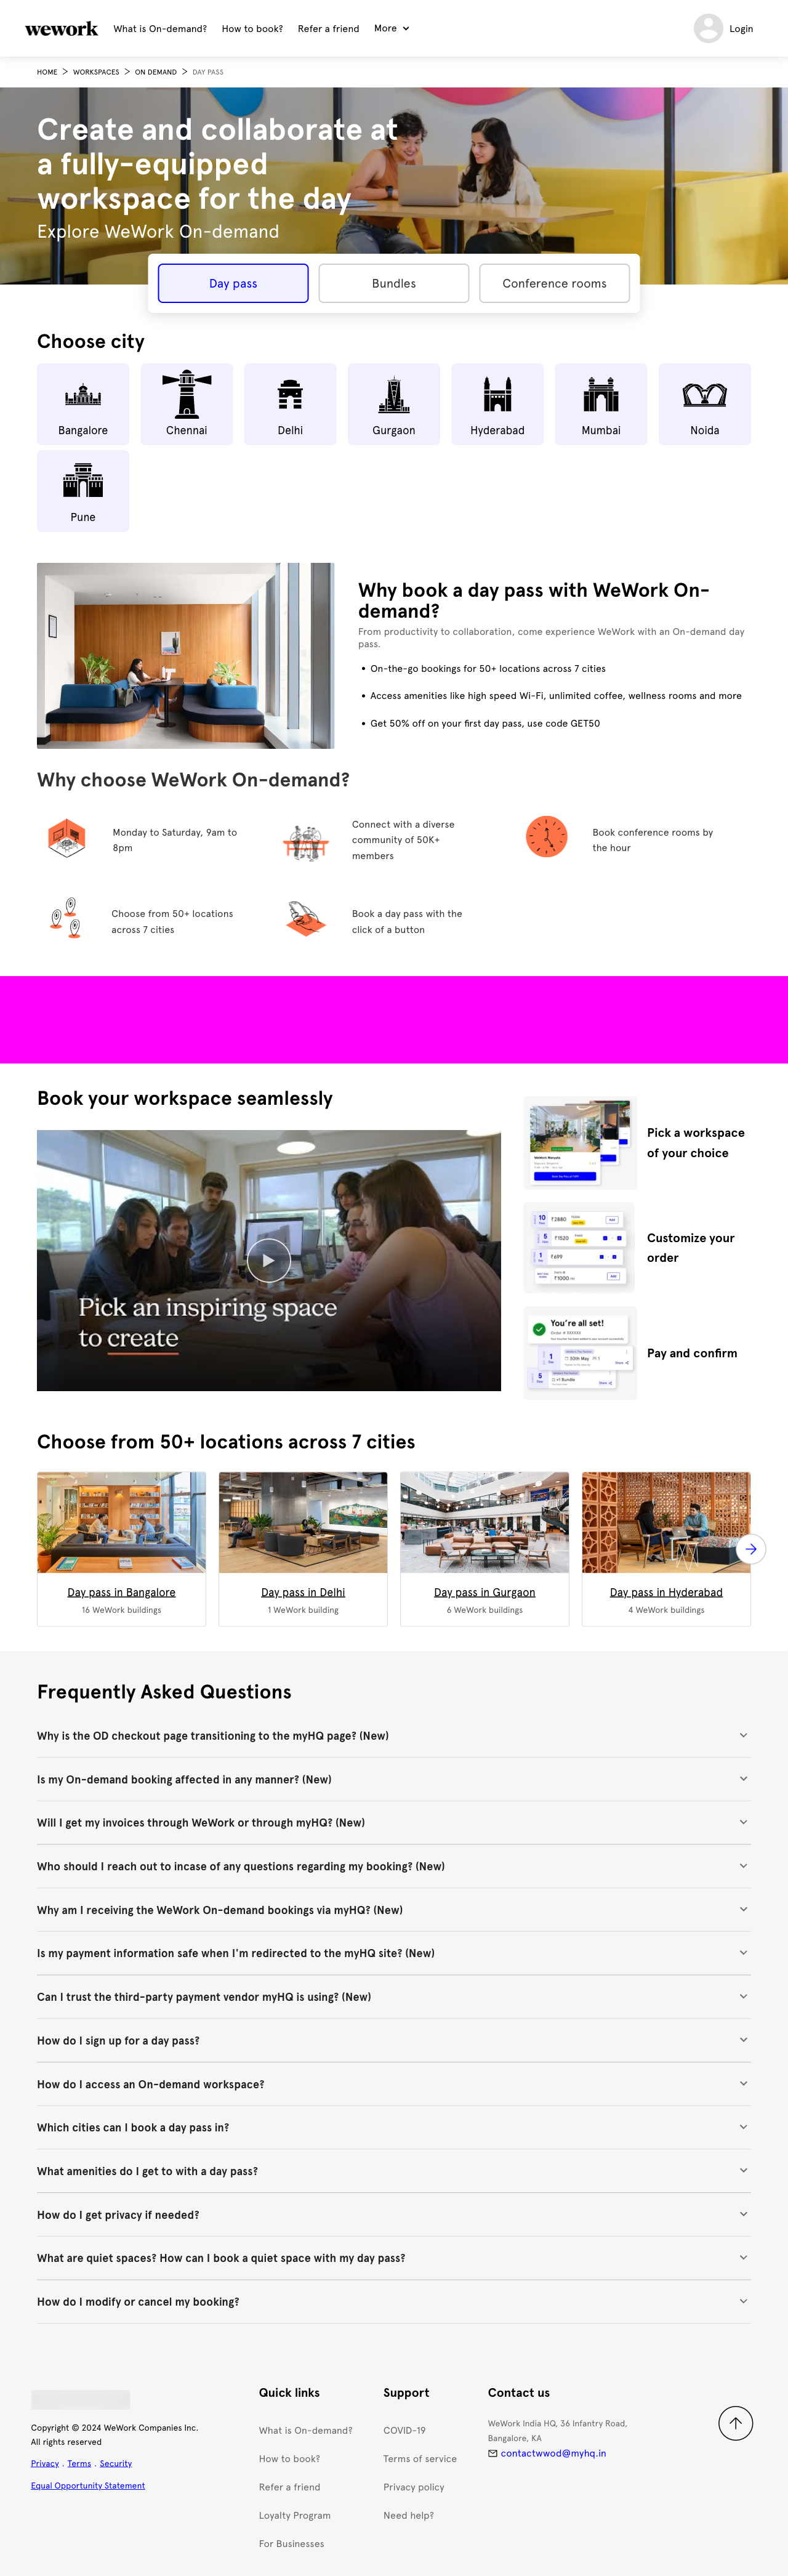 wework
What is On-demand?
How to book?
Refer a friend
More
Login
HOME > WORKSPACES > ON DEMAND > DAY PASS
Create and collaborate at
a fully-equipped
workspace for the day
Explore WeWork On-demand
Day pass
Bundles
Conference rooms
Choose city
Bangalore
Chennai
Delhi
Gurgaon
Hyderabad
Mumbai
Noida
Pune
Why book a day pass with WeWork On-
demand?
From productivity to collaboration, come experience WeWork with an On-demand day
pass.
• On-the-go bookings for 50+ locations across 7 cities
• Access amenities like high speed Wi-Fi, unlimited coffee, wellness rooms and more
• Get 50% off on your first day pass, use code GET50
Why choose WeWork On-demand?
Monday to Saturday, 9am to
8pm
Connect with a diverse
community of 50K+
members
Book conference rooms by
the hour
Choose from 50+ locations
across 7 cities
Book a day pass with the
click of a button
Book your workspace seamlessly
Pick an inspiring space
to create
Pick a workspace
of your choice
10
₹2880
5
₹1520
1
₹699
₹1000
Customize your
order
You're all set!
1
30th May
5
Pay and confirm
Choose from 50+ locations across 7 cities
Day pass in Bangalore
16 WeWork buildings
Day pass in Delhi
1 WeWork building
Day pass in Gurgaon
6 WeWork buildings
Day pass in Hyderabad
4 WeWork buildings
Frequently Asked Questions
Why is the OD checkout page transitioning to the myHQ page? (New)
Is my On-demand booking affected in any manner? (New)
Will I get my invoices through WeWork or through myHQ? (New)
Who should I reach out to incase of any questions regarding my booking? (New)
Why am I receiving the WeWork On-demand bookings via myHQ? (New)
Is my payment information safe when I'm redirected to the myHQ site? (New)
Can I trust the third-party payment vendor myHQ is using? (New)
How do I sign up for a day pass?
How do I access an On-demand workspace?
Which cities can I book a day pass in?
What amenities do I get to with a day pass?
How do I get privacy if needed?
What are quiet spaces? How can I book a quiet space with my day pass?
How do I modify or cancel my booking?
Copyright © 2024 WeWork Companies Inc.
All rights reserved
Privacy . Terms . Security
Equal Opportunity Statement
Quick links
What is On-demand?
How to book?
Refer a friend
Loyalty Program
For Businesses
Support
COVID-19
Terms of service
Privacy policy
Need help?
Contact us
WeWork India HQ, 36 Infantry Road,
Bangalore, KA
contactwwod@myhq.in